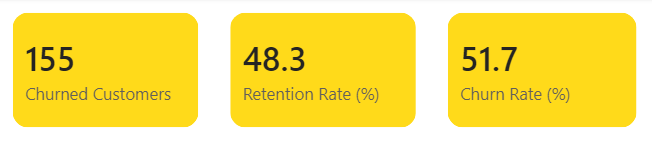 155
Churned Customers
48.3
Retention Rate (%)
51.7
Churn Rate (%)